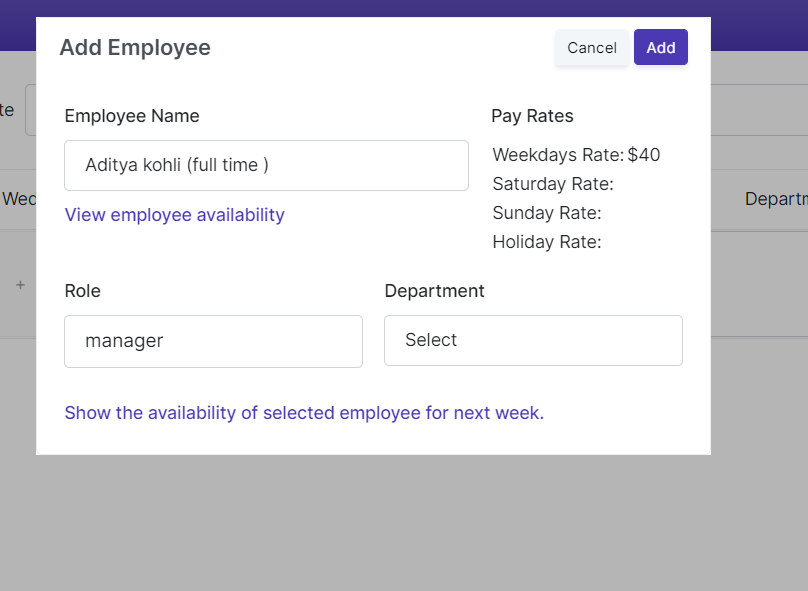 Add Employee
Cancel
Add
te
Employee Name
Pay Rates
Aditya kohli (full time )
Weekdays Rate: $40
Saturday Rate:
Wed
Departm
View employee availability
Sunday Rate:
Holiday Rate:
+
Role
Department
manager
Select
Show the availability of selected employee for next week.